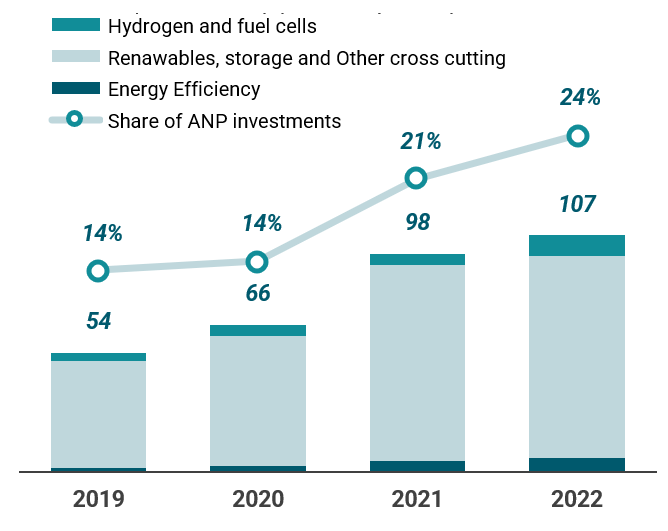 Hydrogen and fuel cells
Renawables, storage and Other cross cutting
Energy Efficiency
Share of ANP investments
24%
21%
107
98
14%
14%
66
54
2019 2020 2021 2022